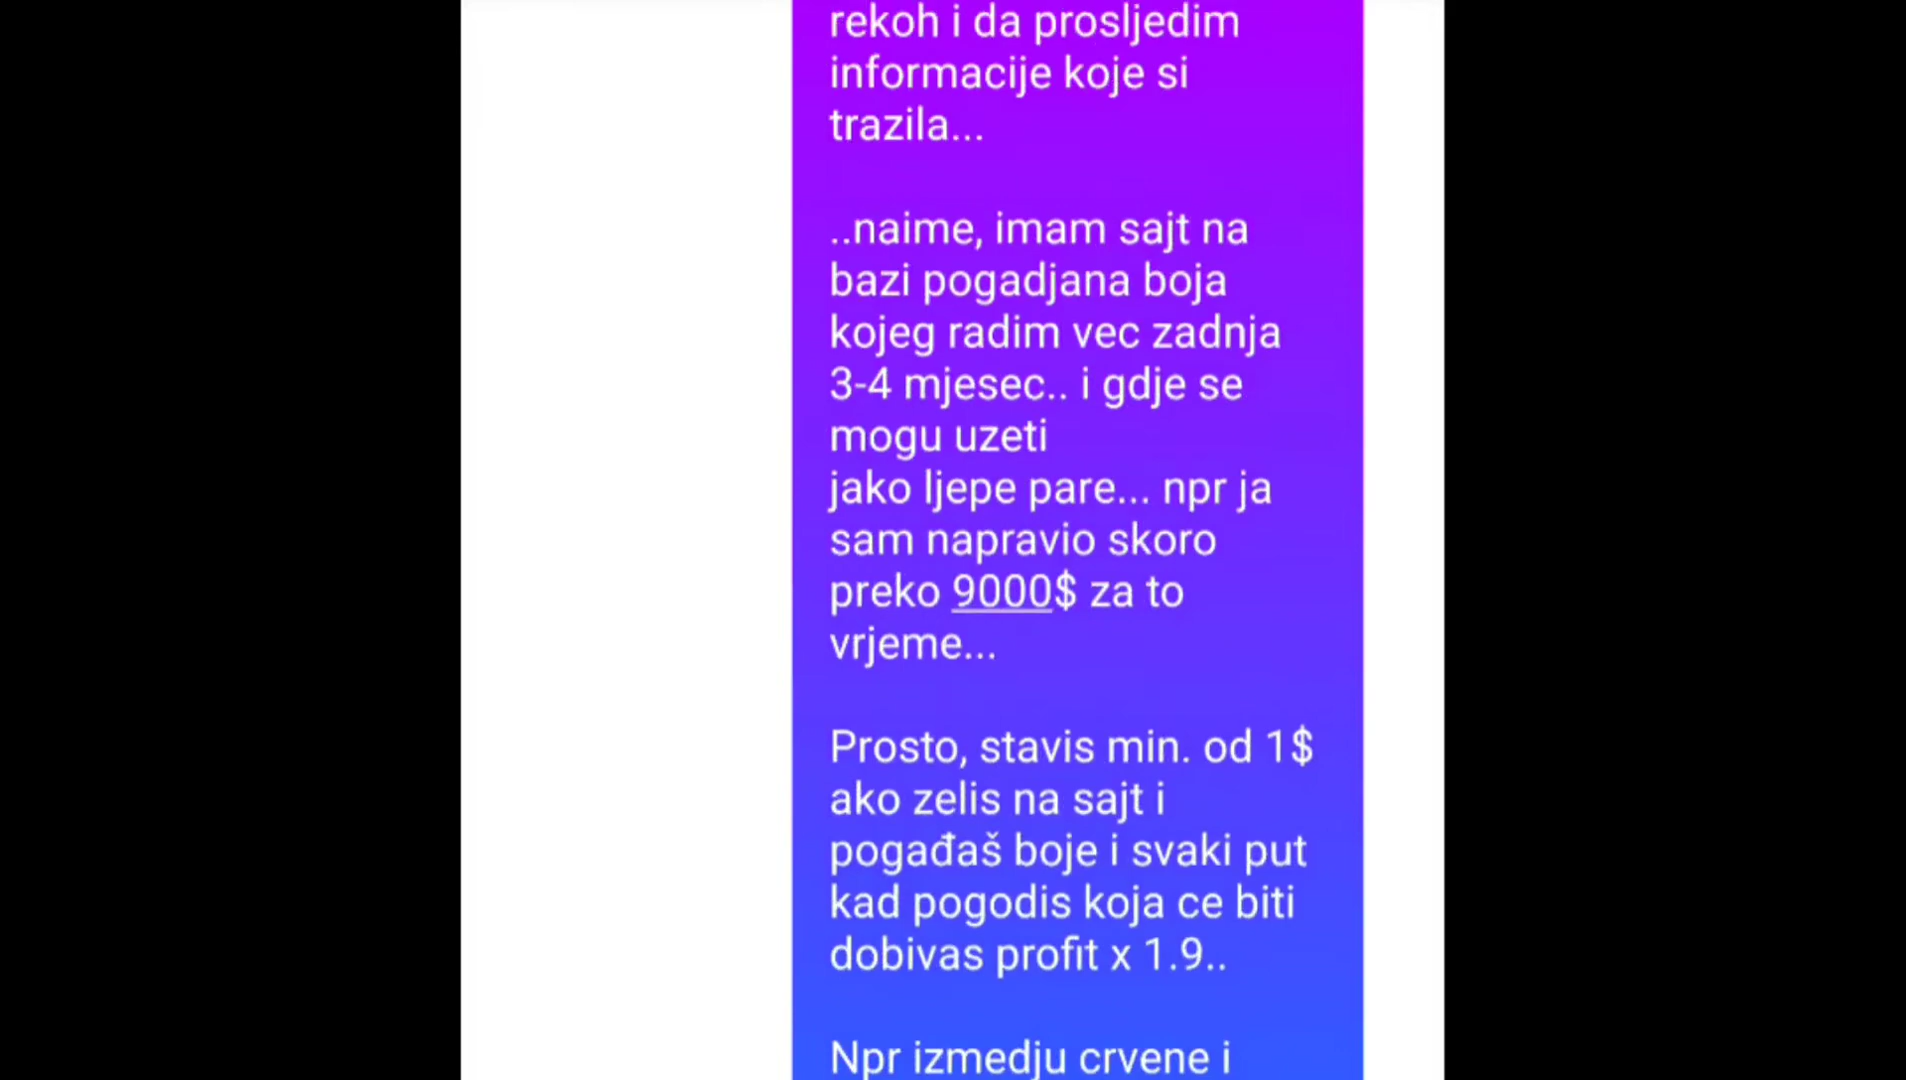 rekoh i da prosljedim
informacije koje si
trazila...
..naime, imam sajt na
bazi pogadjana boja
kojeg radim vec zadnja
3-4 mjesec.. i gdje se
mogu uzeti
jako ljepe pare... npr ja
sam napravio skoro
preko 9000$ za to
vrjeme...
Prosto, stavis min. od 1$
ako zelis na sajt i
pogađaš boje i svaki put
kad pogodis koja ce biti
dobivas profit x 1.9..
Npr izmedju crvene i